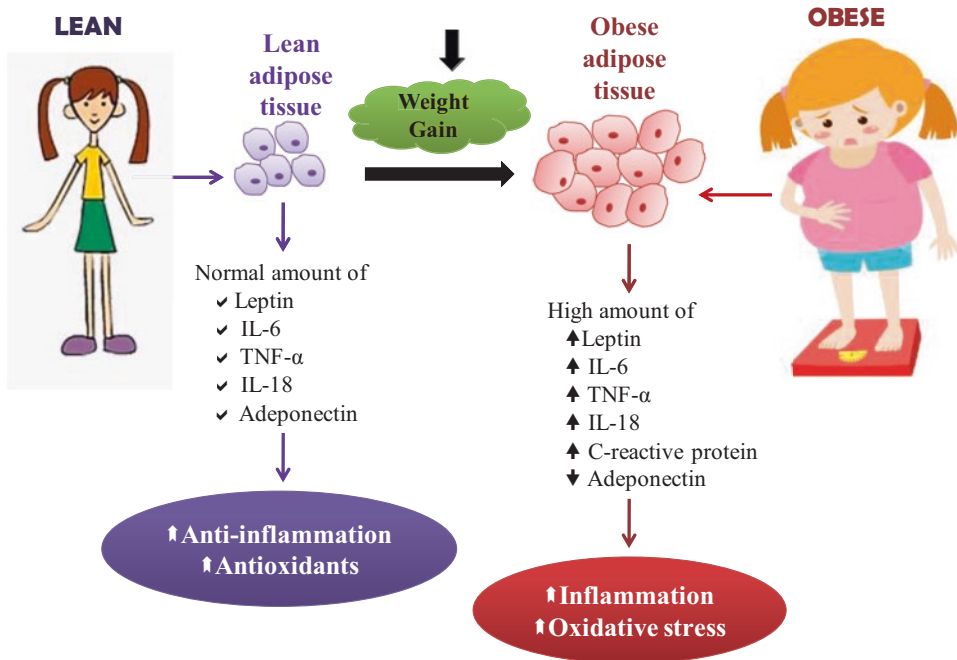 LEAN
Lean
adipose
tissue
Weight
Gain
Obese
adipose
tissue
OBESE
Normal amount of
✓ Leptin
✓ IL-6
✓ TNF-α
✓ IL-18
✓ Adeponectin
⬆Anti-inflammation
⬆Antioxidants
High amount of
⬆Leptin
⬆ IL-6
⬆ TNF-α
⬆ IL-18
⬆ C-reactive protein
⬇ Adeponectin
⬆Inflammation
⬆Oxidative stress